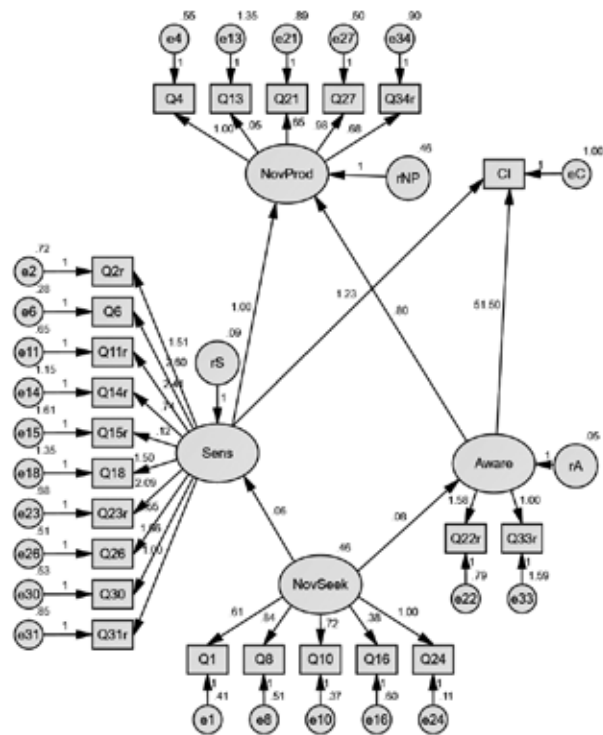 .55 1.35 .89 .50 .90
e4 e13 e21 e27 e34
1 1 1 1 1
Q4 Q13 Q21 Q27 Q34r
1.00 .05 .65 .98 .68
.46
NovProd 1 rNP
1.00
CI 1 eC
.72
e2 1 Q2r
.28
e6 1 Q6
.65
e11 1 Q11r
1.15
e14 1 Q14r
1.61
e15 1 Q15r
1.35
e18 1 Q18
.98
e23 1 Q23r
.51
e26 1 Q26
.53
e30 1 Q30
.85
e31 1 Q31r
1.51
2.60
.12
1.50
2.09
1.00
1.00
1.23
.80
51.50
.09
rS
1
Sens
.05
Aware 1 rA
1.58 1.00
Q22r Q33r
1 1
.79 1.59
e22 e33
.06 .08
.46
NovSeek
.61 .84 .72 .38 1.00
Q1 Q8 Q10 Q16 Q24
1 1 1 1 1
.41 .51 .37 .60 .11
e1 e8 e10 e16 e24